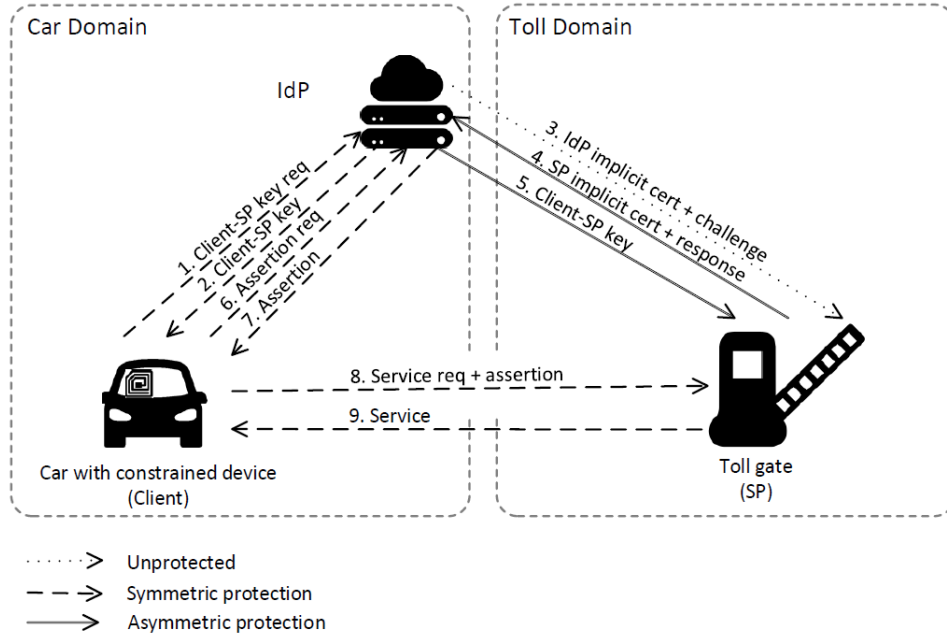 Car Domain
Toll Domain
IdP
1. Client-SP key req
2. Client-SP key
6. Assertion req
7. Assertion
3. IdP implicit cert + challenge
4. SP implicit cert + response
5. Client-SP key
8. Service req + assertion
9. Service
Car with constrained device
(Client)
Toll gate
(SP)
Unprotected
Symmetric protection
Asymmetric protection